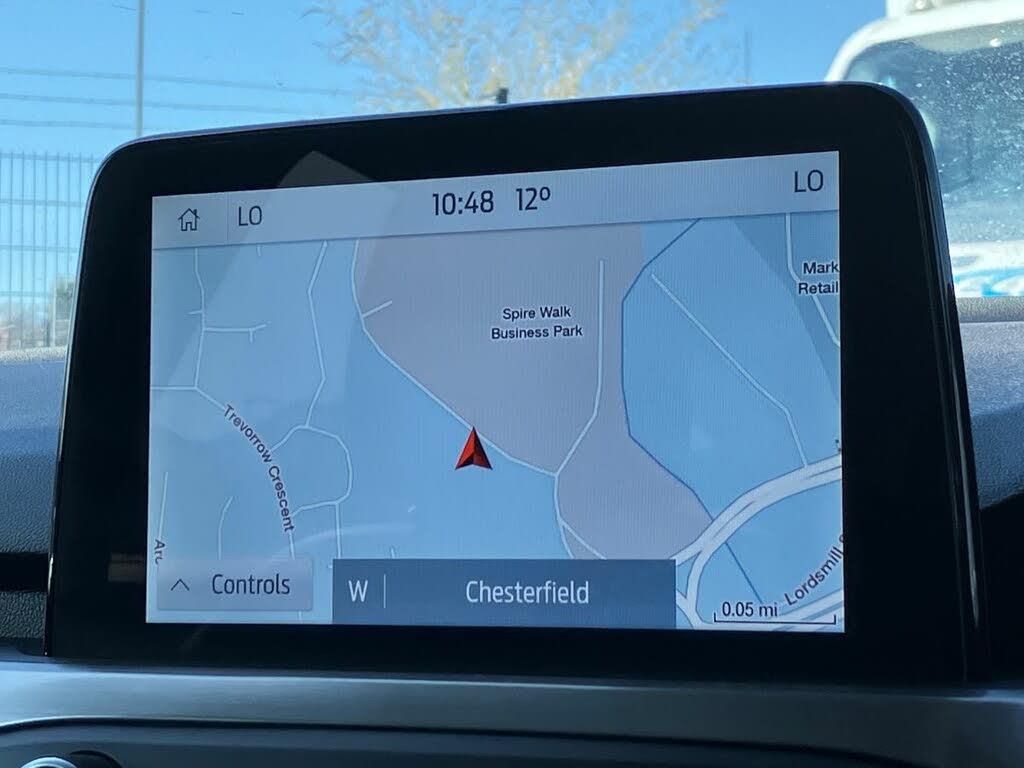 LO
10:48 12°
LO
Mark
Retail
Spire Walk
Business Park
Trevorrow Crescent
Controls
W
Chesterfield
Lordsmill
0.05 mi